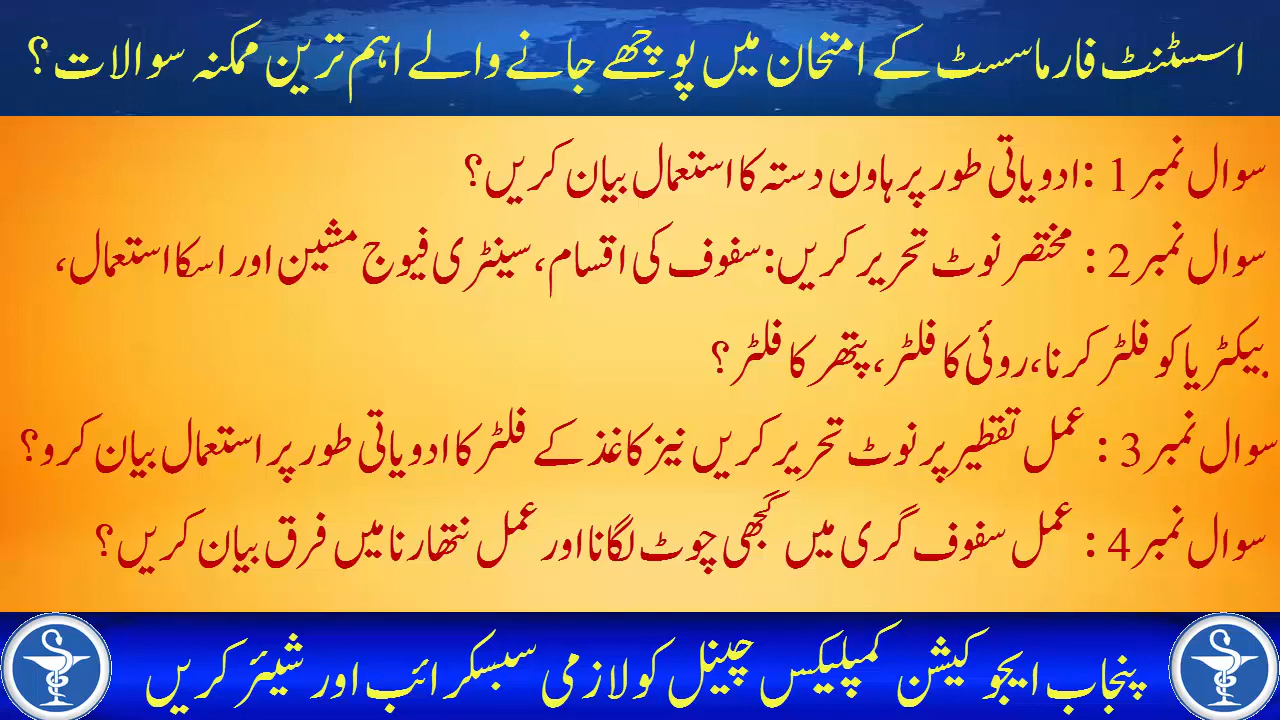 اسسٹنٹ فارماسسٹ کے امتحان میں پوچھے جانے والے اہم ترین ممکنہ سوالات؟
سوال نمبر 1 : ادویاتی طور پر ہاون دستہ کا استعمال بیان کریں؟
سوال نمبر 2 : مختصر نوٹ تحریر کریں: سفوف کی اقسام، سینٹری فیوج مشین اور اسکا استعمال،
بیکٹریا کو فلٹر کرنا، روئی کا فلٹر، پتھر کا فلٹر ؟
سوال نمبر 3 : عمل تقطیر پر نوٹ تحریر کریں نیز کاغذ کے فلٹر کا ادویاتی طور پر استعمال بیان کرو؟
سوال نمبر 4 : عمل سفوف گری میں گجھی چوٹ لگانا اور عمل نتھارنا میں فرق بیان کریں؟
پنجاب ایجوکیشن کمپلیکس چینل کو لازمی سبسکرائب اور شیئر کریں